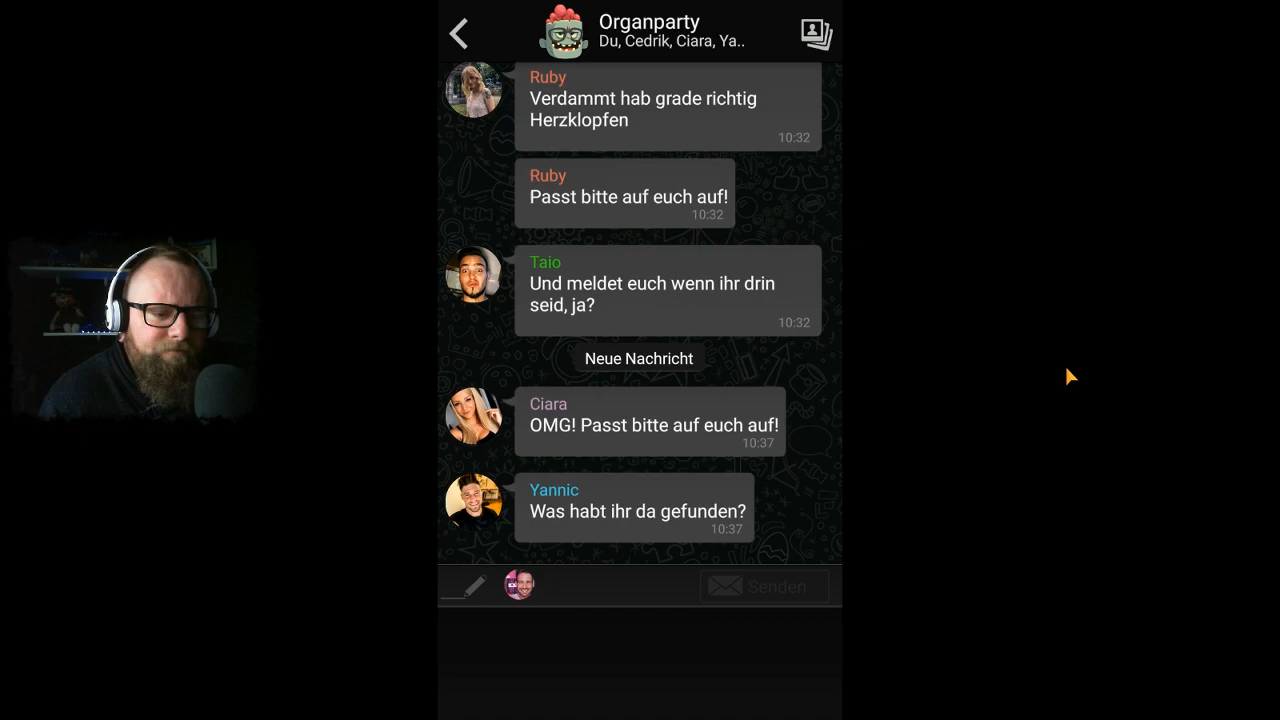 Organparty
Du, Cedrik, Ciara, Ya..
Ruby
Verdammt hab grade richtig
Herzklopfen
10:32
Ruby
Passt bitte auf euch auf!
10:32
Taio
Und meldet euch wenn ihr drin
seid, ja?
10:32
Neue Nachricht
Ciara
OMG! Passt bitte auf euch auf!
10:37
Yannic
Was habt ihr da gefunden?
10:37
Senden